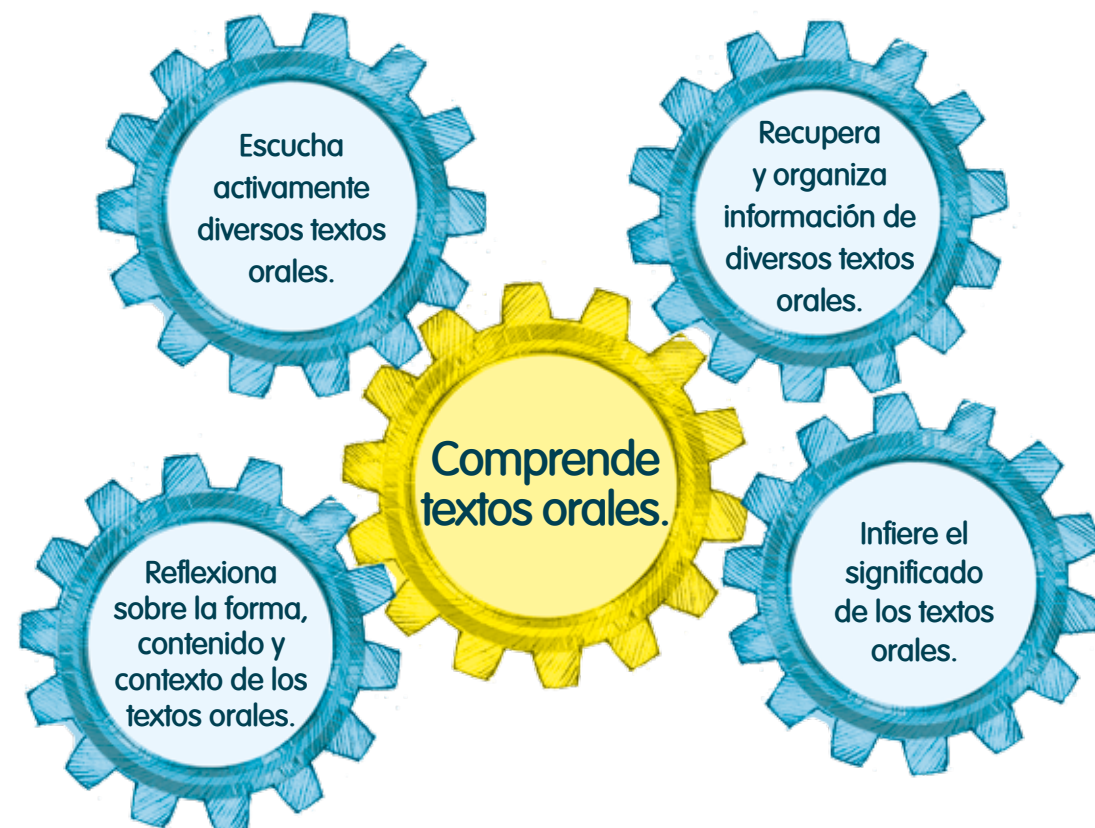 Escucha
activamente
diversos textos
orales.
Recupera
y organiza
información de
diversos textos
orales.
Comprende
textos orales.
Reflexiona
sobre la forma,
contenido y
contexto de los
textos orales.
Infiere el
significado
de los textos
orales.